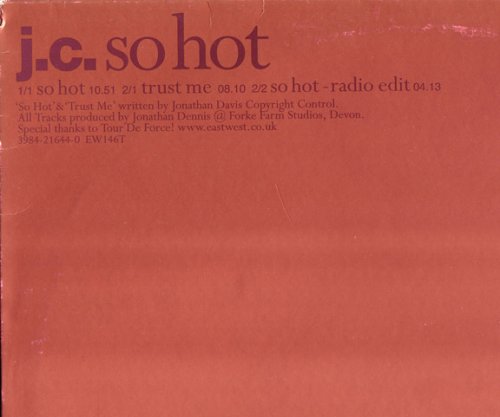 j.c. so hot
1/1 so hot 10.51 2/1 trust me 08.10 2/2 so hot - radio edit 04.13
'So Hot' & 'Trust Me' written by Jonathan Davis Copyright Control.
All Tracks produced by Jonathan Dennis @ Forke Farm Studios, Devon.
Special thanks to Tour De Force! www.eastwest.co.uk
3984-21644-0 EW146T